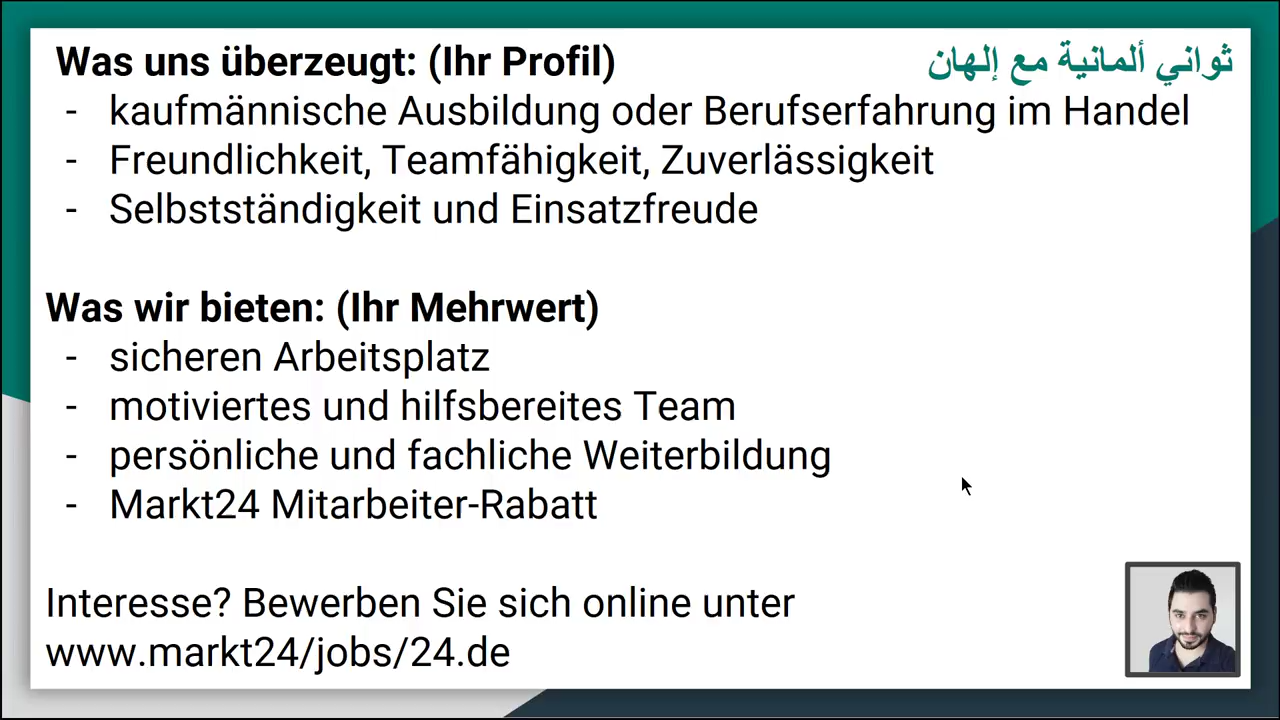 Was uns überzeugt: (Ihr Profil)
ثواني ألمانية مع إلهان
- kaufmännische Ausbildung oder Berufserfahrung im Handel
- Freundlichkeit, Teamfähigkeit, Zuverlässigkeit
- Selbstständigkeit und Einsatzfreude
Was wir bieten: (Ihr Mehrwert)
- sicheren Arbeitsplatz
- motiviertes und hilfsbereites Team
- persönliche und fachliche Weiterbildung
- Markt24 Mitarbeiter-Rabatt
Interesse? Bewerben Sie sich online unter
www.markt24/jobs/24.de